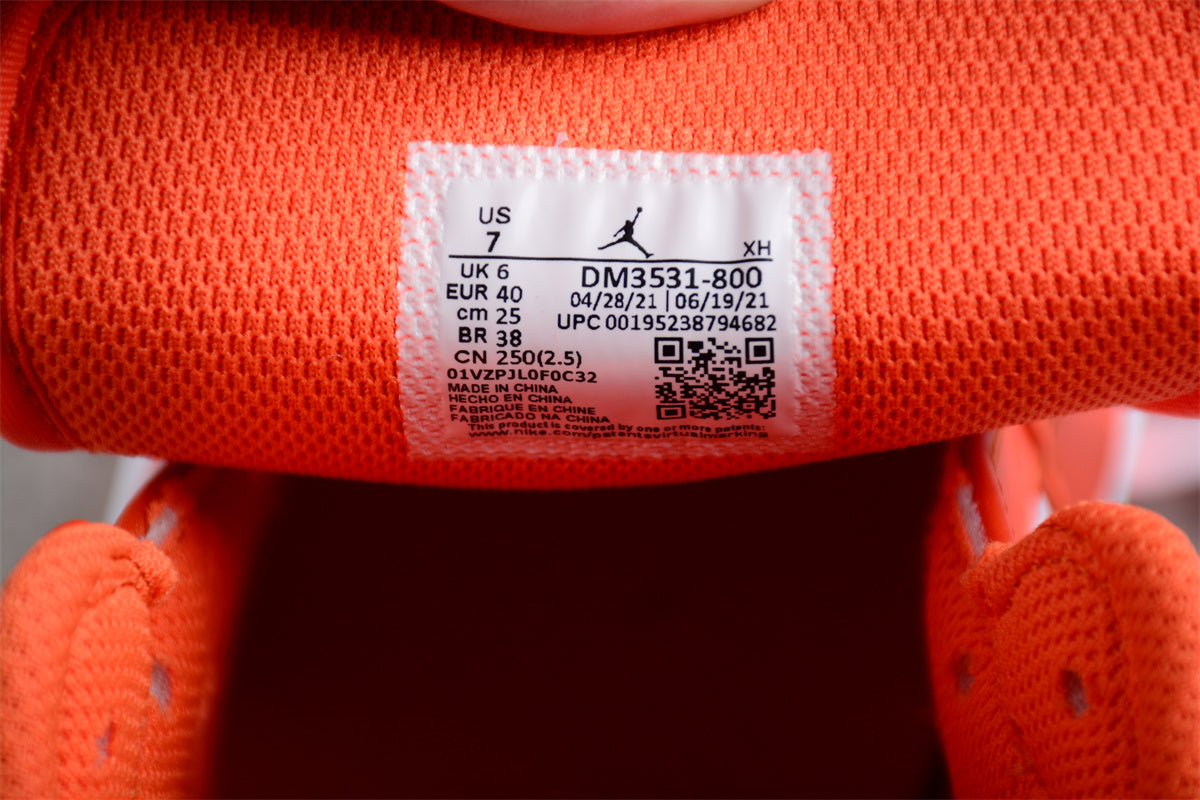 US
7
XH
UK 6
EUR 40
cm 25
BR 38
CN 250(2.5)
01VZPJL0F0C32
DM3531-800
04/28/21 | 06/19/21
UPC 00195238794682
MADE IN CHINA
HECHO EN CHINA
FABRIQUE EN CHINE
FABRICADO NA CHINA
This product is covered by one or more patents:
www.nike.com/patentsvirtualmarking